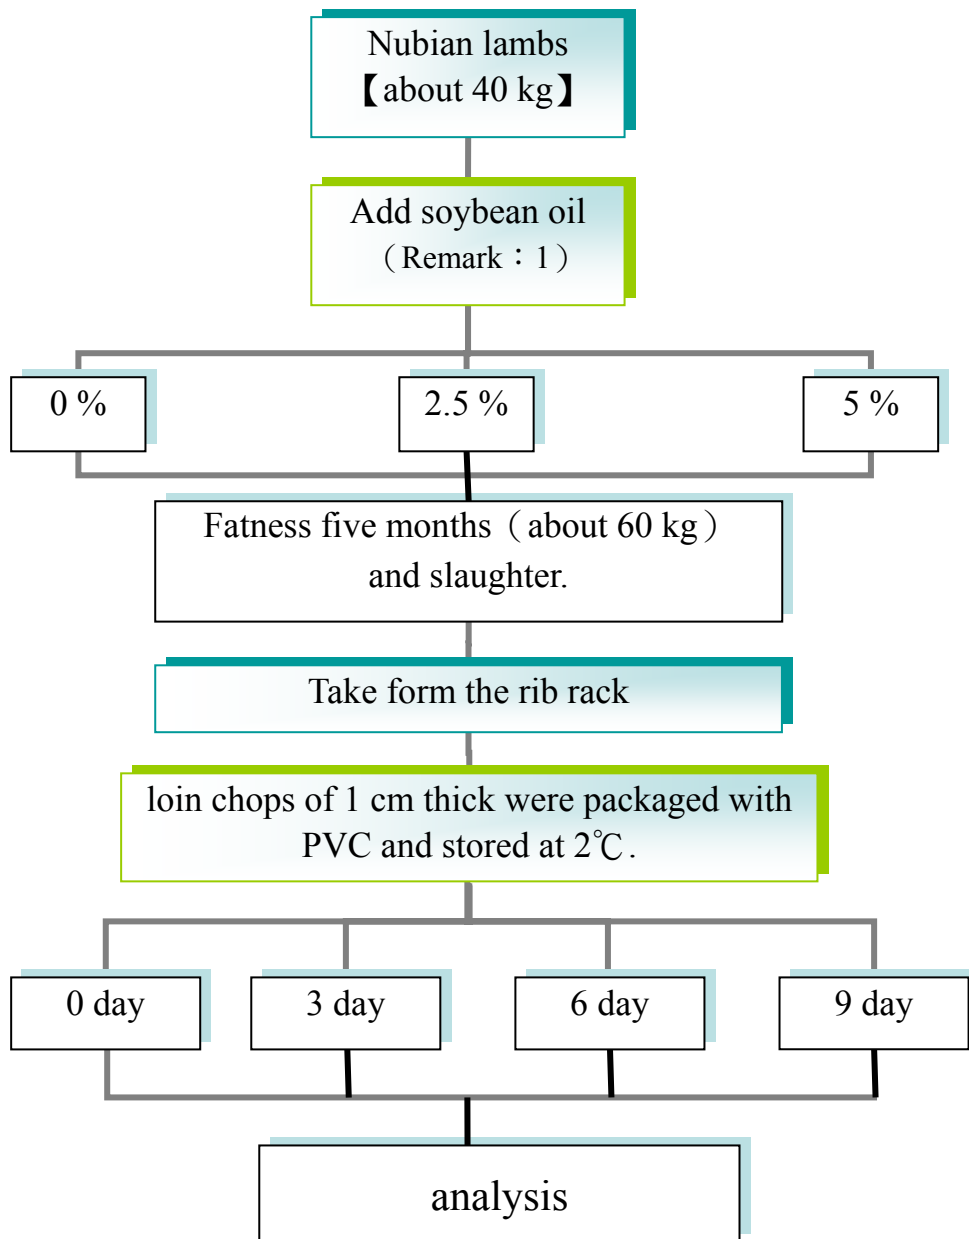 Nubian lambs
【about 40 kg】
Add soybean oil
（Remark：1）
0 %
2.5 %
5 %
Fatness five months（about 60 kg）
and slaughter.
Take form the rib rack
loin chops of 1 cm thick were packaged with
PVC and stored at 2℃.
0 day
3 day
6 day
9 day
analysis